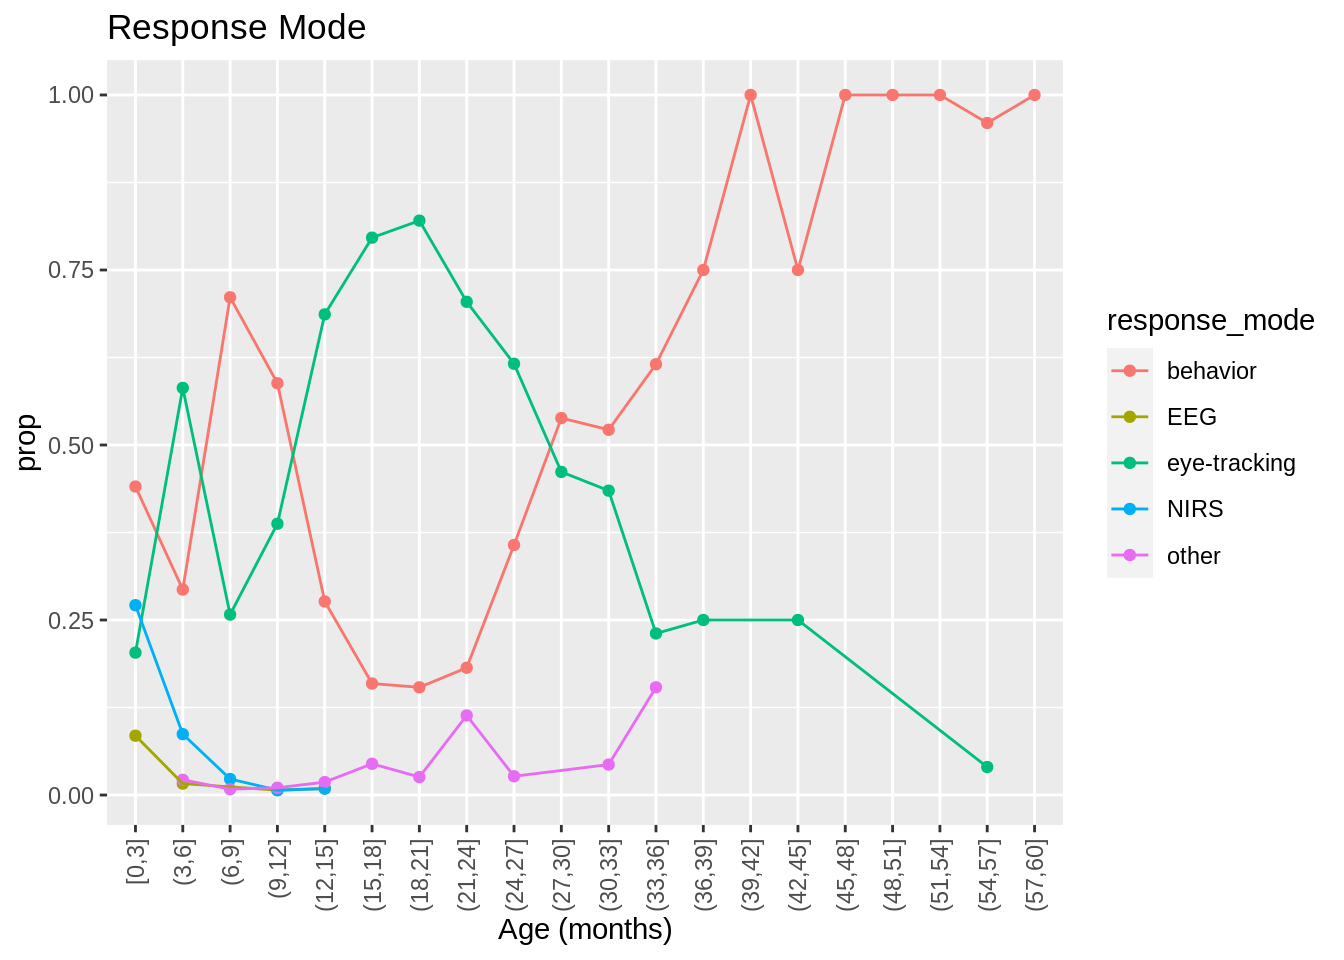 Response Mode
1.00
0.75
0.50
0.25
0.00
prop
[0,3]
(3,6]
(6,9]
(9,12]
(12,15]
(15,18]
(18,21]
(21,24]
(24,27]
(27,30]
(30,33]
(33,36]
(36,39]
(39,42]
(42,45]
(45,48]
(48,51]
(51,54]
(54,57]
(57,60]
Age (months)
response_mode
behavior
EEG
eye-tracking
NIRS
other